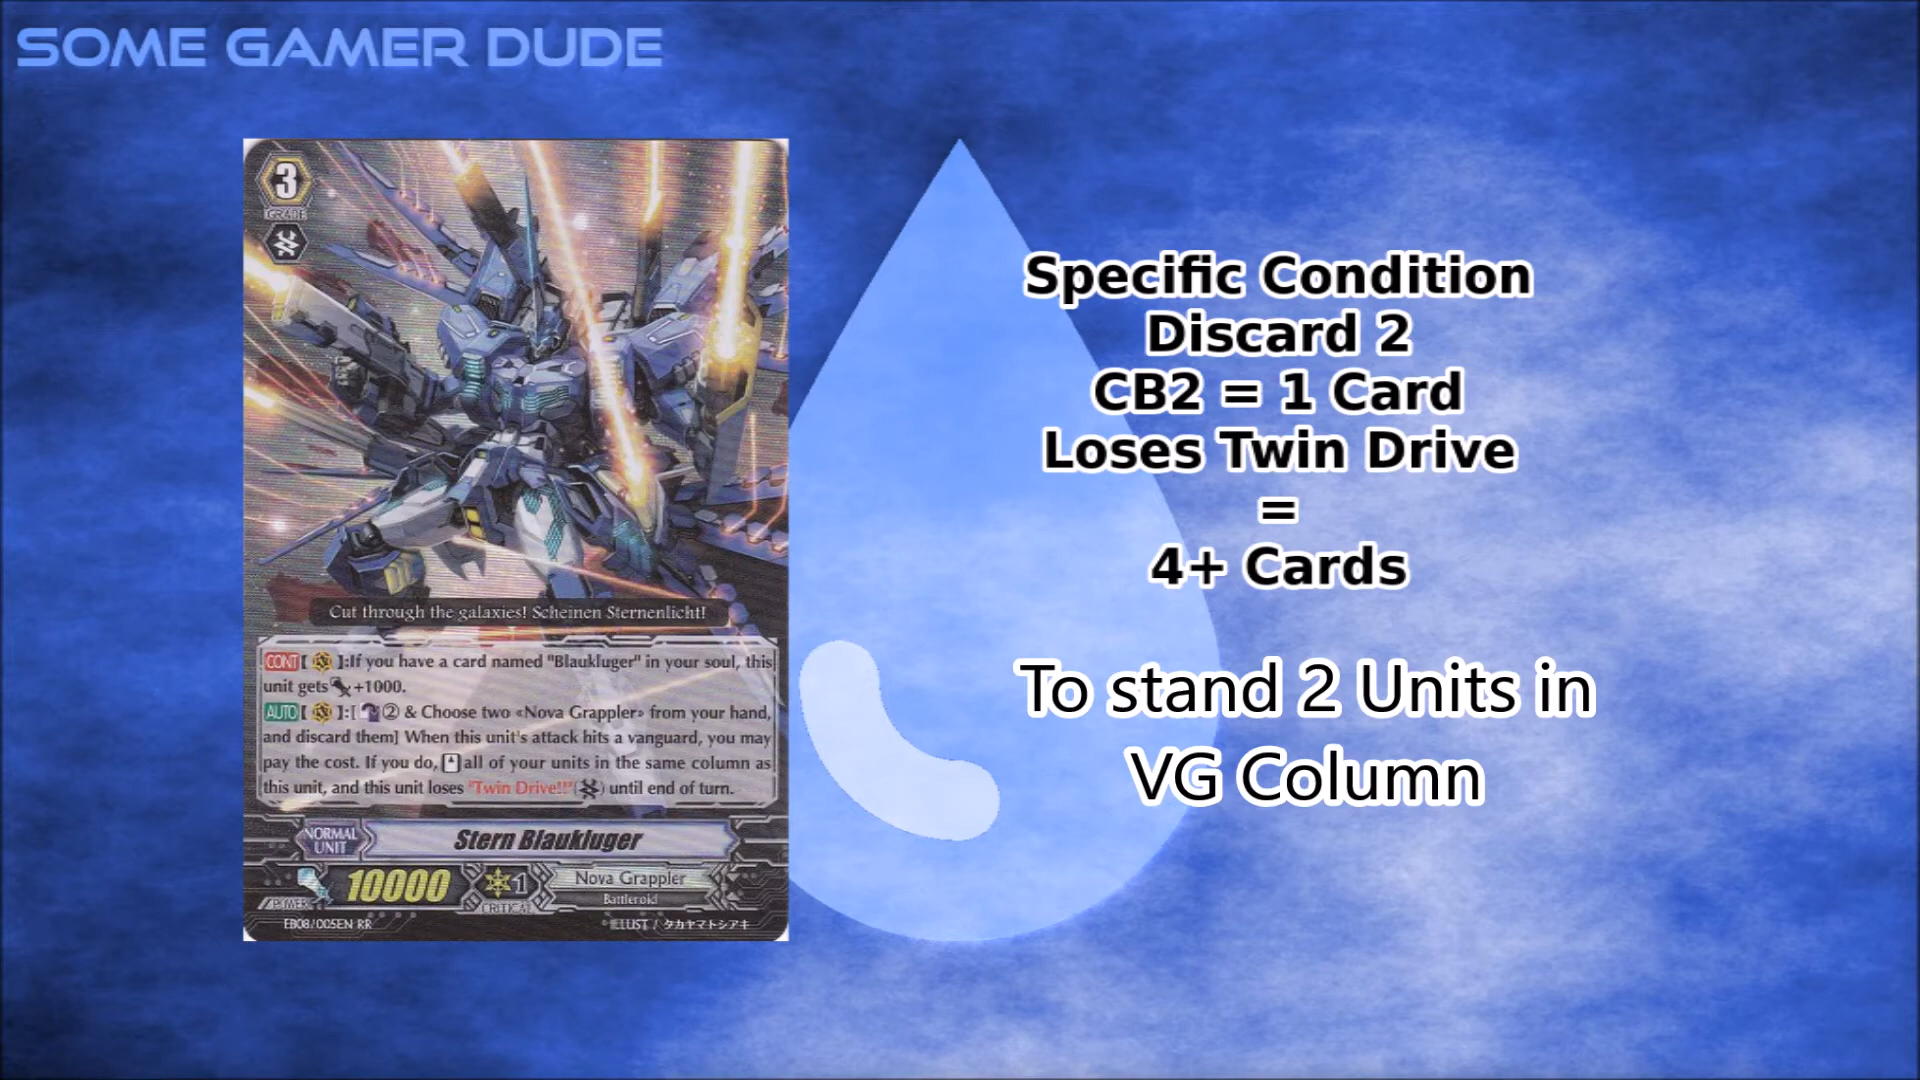 SOME GAMER DUDE
3
GRADE
Cut through the galaxies! Scheinen Sternenlicht!
CONT[ ]:If you have a card named "Blaukluger" in your soul, this
unit gets +1000.
AUTO[ ]:[ ② & Choose two «Nova Grappler» from your hand,
and discard them] When this unit's attack hits a vanguard, you may
pay the cost. If you do, all of your units in the same column as
this unit, and this unit loses "Twin Drive!!"( ) until end of turn.
NORMAL
UNIT
Stern Blaukluger
POWER
10000
1
CRITICAL
Nova Grappler
Battleroid
EB08/005EN RR
ILLUST / タカヤマトシアキ
Specific Condition
Discard 2
CB2 = 1 Card
Loses Twin Drive
=
4+ Cards
To stand 2 Units in
VG Column